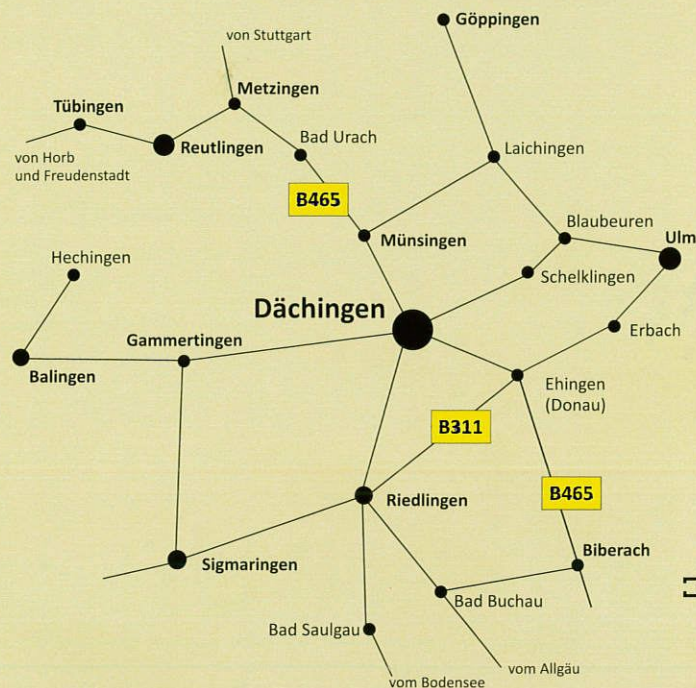 von Stuttgart
Göppingen
Metzingen
Tübingen
Reutlingen
Bad Urach
Laichingen
von Horb
und Freudenstadt
B465
Münsingen
Blaubeuren
Ulm
Hechingen
Schelklingen
Dächingen
Gammertingen
Erbach
Balingen
Ehingen
(Donau)
B311
Riedlingen
B465
Sigmaringen
Biberach
Bad Buchau
Bad Saulgau
vom Allgäu
vom Bodensee